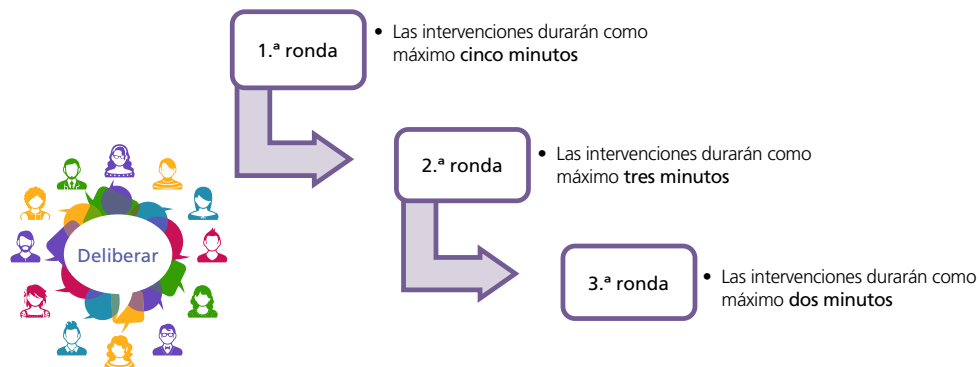 1.ª ronda
• Las intervenciones durarán como
máximo cinco minutos
2.ª ronda
• Las intervenciones durarán como
máximo tres minutos
Deliberar
3.ª ronda
• Las intervenciones durarán como
máximo dos minutos